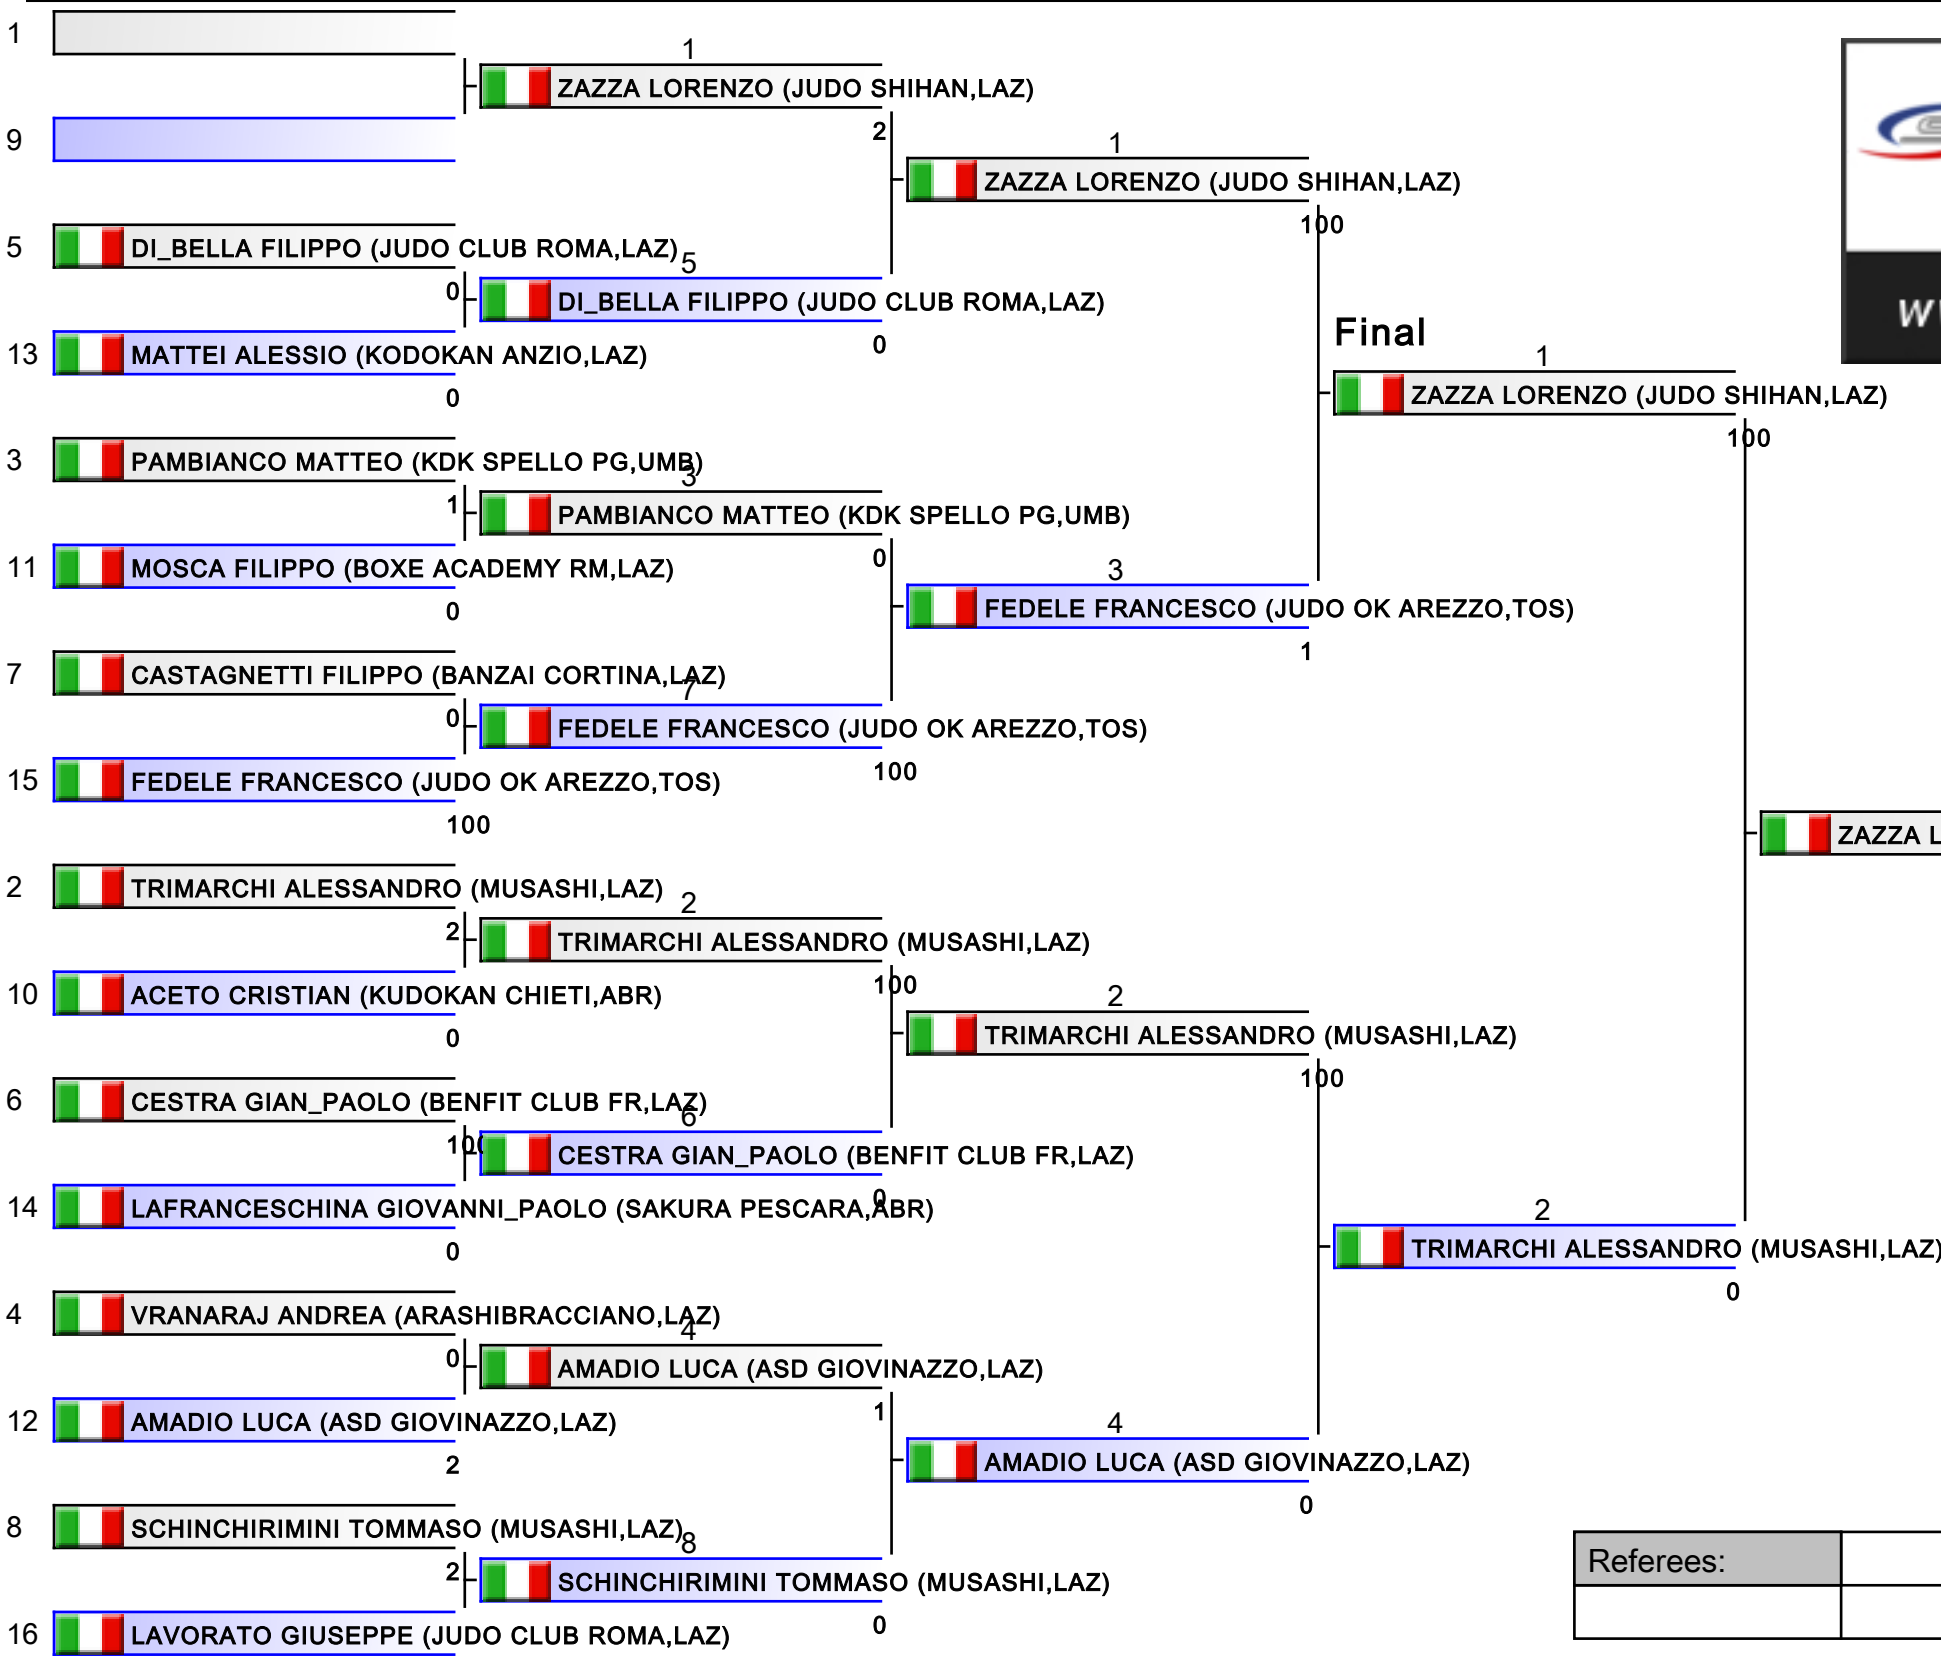 1
1
ZAZZA LORENZO (JUDO SHIHAN,LAZ)
2
9
1
ZAZZA LORENZO (JUDO SHIHAN,LAZ)
100
5 DI_BELLA FILIPPO (JUDO CLUB ROMA,LAZ)
5
0
DI_BELLA FILIPPO (JUDO CLUB ROMA,LAZ)
0
13 MATTEI ALESSIO (KODOKAN ANZIO,LAZ)
0
Final
1
ZAZZA LORENZO (JUDO SHIHAN,LAZ)
100
3 PAMBIANCO MATTEO (KDK SPELLO PG,UMB)
3
1
PAMBIANCO MATTEO (KDK SPELLO PG,UMB)
0
11 MOSCA FILIPPO (BOXE ACADEMY RM,LAZ)
0
3
FEDELE FRANCESCO (JUDO OK AREZZO,TOS)
1
7 CASTAGNETTI FILIPPO (BANZAI CORTINA,LAZ)
7
0
FEDELE FRANCESCO (JUDO OK AREZZO,TOS)
100
15 FEDELE FRANCESCO (JUDO OK AREZZO,TOS)
100
ZAZZA L
2 TRIMARCHI ALESSANDRO (MUSASHI,LAZ)
2
2
TRIMARCHI ALESSANDRO (MUSASHI,LAZ)
100
10 ACETO CRISTIAN (KUDOKAN CHIETI,ABR)
0
2
TRIMARCHI ALESSANDRO (MUSASHI,LAZ)
100
6 CESTRA GIAN_PAOLO (BENFIT CLUB FR,LAZ)
6
100
CESTRA GIAN_PAOLO (BENFIT CLUB FR,LAZ)
0
14 LAFRANCESCHINA GIOVANNI_PAOLO (SAKURA PESCARA,ABR)
0
2
TRIMARCHI ALESSANDRO (MUSASHI,LAZ)
0
4 VRANARAJ ANDREA (ARASHIBRACCIANO,LAZ)
4
0
AMADIO LUCA (ASD GIOVINAZZO,LAZ)
1
12 AMADIO LUCA (ASD GIOVINAZZO,LAZ)
2
4
AMADIO LUCA (ASD GIOVINAZZO,LAZ)
0
8 SCHINCHIRIMINI TOMMASO (MUSASHI,LAZ)
8
2
SCHINCHIRIMINI TOMMASO (MUSASHI,LAZ)
0
16 LAVORATO GIUSEPPE (JUDO CLUB ROMA,LAZ)
Referees: